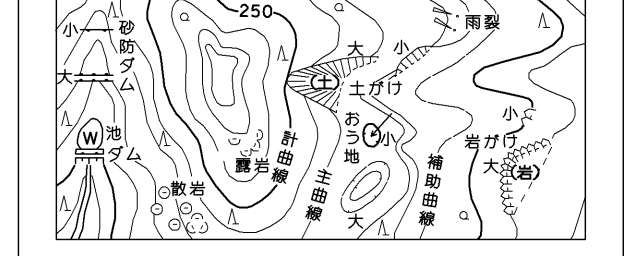 250
小
砂防ダム
大
W
池
ダム
計曲線
露岩
散岩
大
(土)
土がけ
小
雨裂
おう地
小
大
主曲線
補助曲線
小
岩がけ
大
(岩)